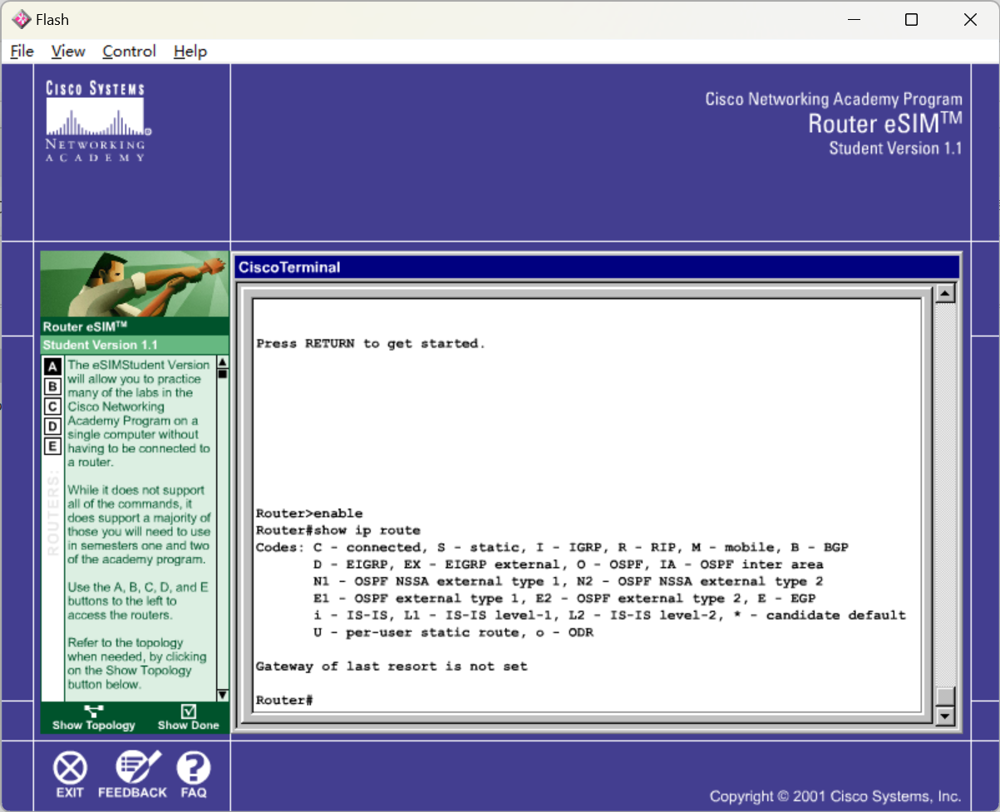 Flash
File View Control Help
CISCO SYSTEMS
NETWORKING
ACADEMY
Cisco Networking Academy Program
Router eSIM™
Student Version 1.1
Router eSIM™
Student Version 1.1
A
B
C
D
E
ROUTERS:
The eSIMStudent Version
will allow you to practice
many of the labs in the
Cisco Networking
Academy Program on a
single computer without
having to be connected to
a router.
While it does not support
all of the commands, it
does support a majority of
those you will need to use
in semesters one and two
of the academy program.
Use the A, B, C, D, and E
buttons to the left to
access the routers.
Refer to the topology
when needed, by clicking
on the Show Topology
button below.
Show Topology Show Done
CiscoTerminal
Press RETURN to get started.
Router>enable
Router#show ip route
Codes: C - connected, S - static, I - IGRP, R - RIP, M - mobile, B - BGP
D - EIGRP, EX - EIGRP external, O - OSPF, IA - OSPF inter area
N1 - OSPF NSSA external type 1, N2 - OSPF NSSA external type 2
E1 - OSPF external type 1, E2 - OSPF external type 2, E - EGP
i - IS-IS, L1 - IS-IS level-1, L2 - IS-IS level-2, * - candidate default
U - per-user static route, o - ODR
Gateway of last resort is not set
Router#
EXIT FEEDBACK FAQ
Copyright © 2001 Cisco Systems, Inc.